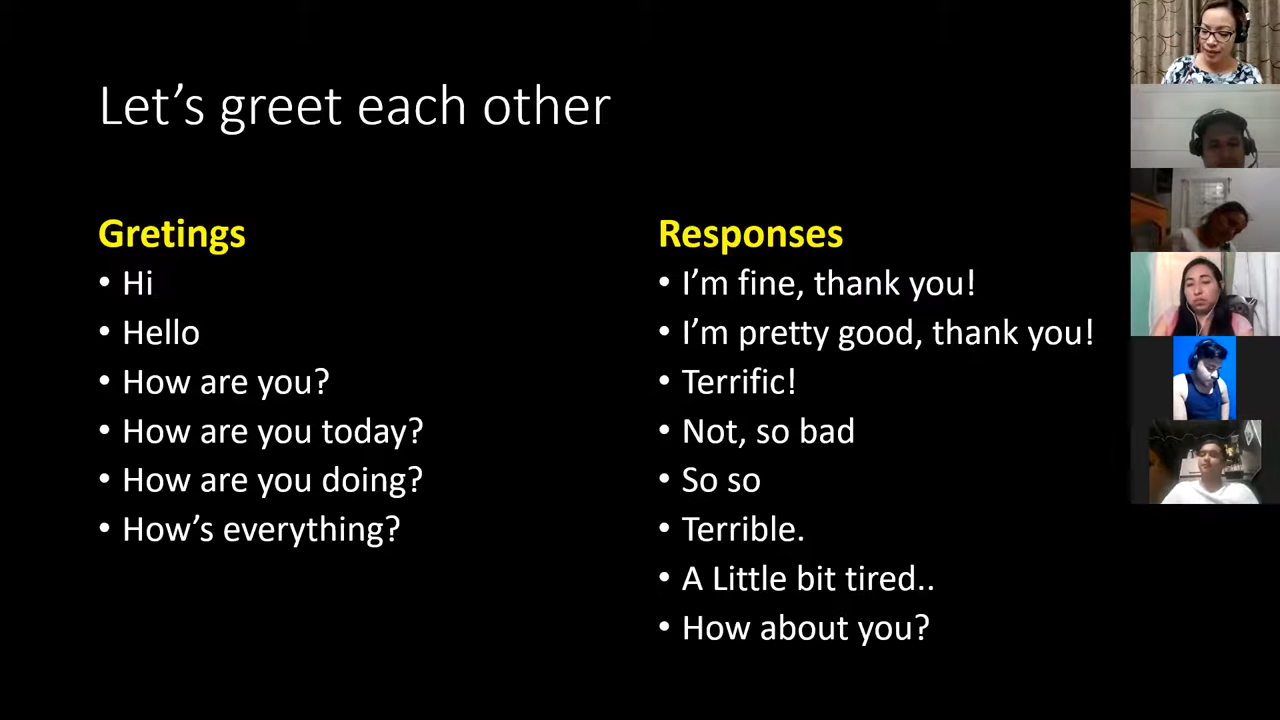 Let’s greet each other
Gretings
• Hi
• Hello
• How are you?
• How are you today?
• How are you doing?
• How’s everything?
Responses
• I’m fine, thank you!
• I’m pretty good, thank you!
• Terrific!
• Not, so bad
• So so
• Terrible.
• A Little bit tired..
• How about you?